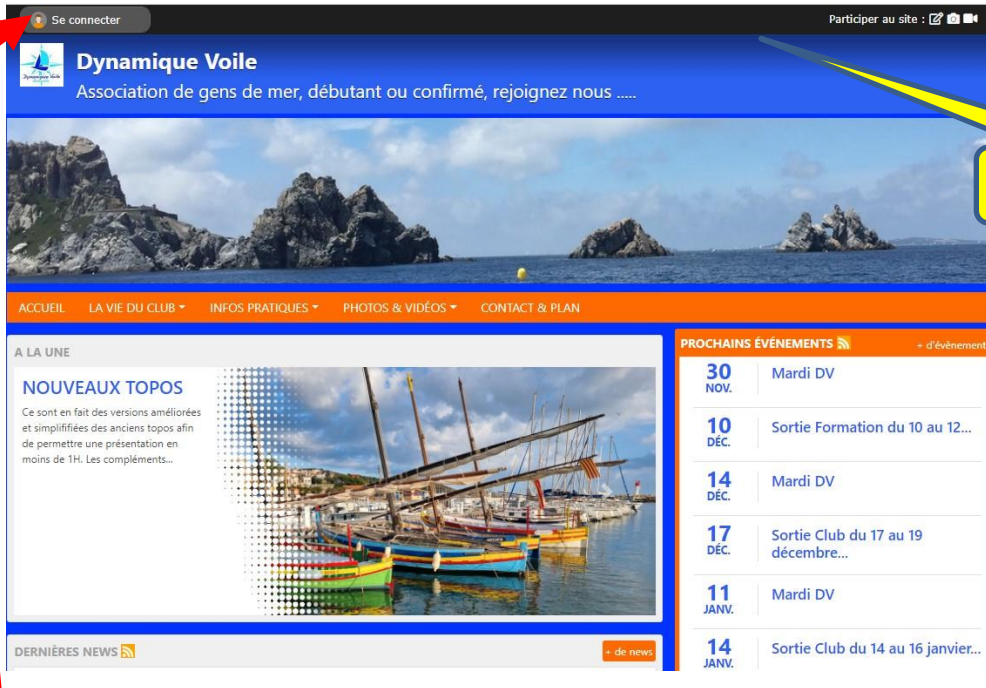 Se connecter
Participer au site :
Dynamique Voile
Association de gens de mer, débutant ou confirmé, rejoignez nous .....
ACCUEIL LA VIE DU CLUB INFOS PRATIQUES PHOTOS & VIDÉOS CONTACT & PLAN
A LA UNE
NOUVEAUX TOPOS
Ce sont en fait des versions améliorées
et simplififiées des anciens topos afin
de permettre une présentation en
moins de 1H. Les compléments...
DERNIÈRES NEWS
+ de news
PROCHAINS ÉVÉNEMENTS
+ d'évènement
30
NOV.
Mardi DV
10
DÉC.
Sortie Formation du 10 au 12...
14
DÉC.
Mardi DV
17
DÉC.
Sortie Club du 17 au 19
décembre...
11
JANV.
Mardi DV
14
JANV.
Sortie Club du 14 au 16 janvier...